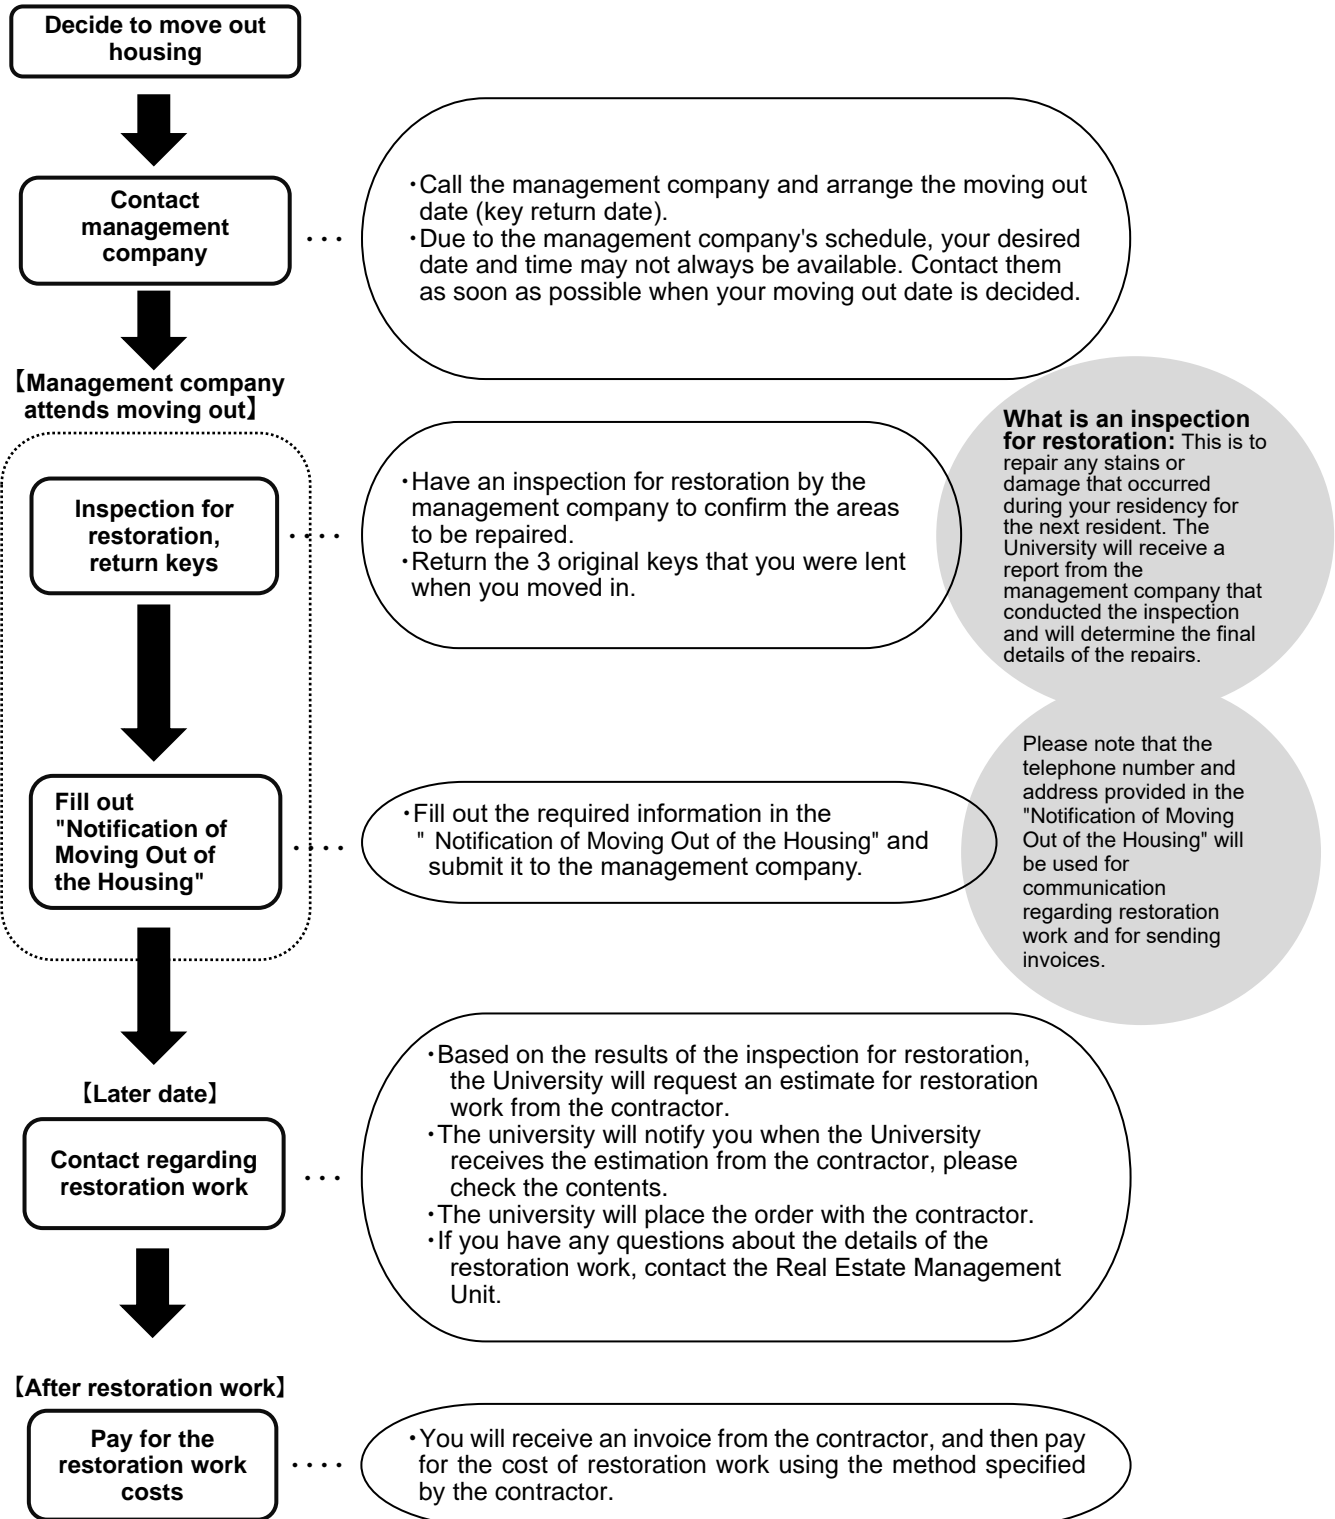 Decide to move out
housing
Contact
management
company
・・・
・Call the management company and arrange the moving out
date (key return date).
・Due to the management company's schedule, your desired
date and time may not always be available. Contact them
as soon as possible when your moving out date is decided.
【Management company
attends moving out】
Inspection for
restoration,
return keys
・・・・
・Have an inspection for restoration by the
management company to confirm the areas
to be repaired.
・Return the 3 original keys that you were lent
when you moved in.
What is an inspection
for restoration: This is to
repair any stains or
damage that occurred
during your residency for
the next resident. The
University will receive a
report from the
management company that
conducted the inspection
and will determine the final
details of the repairs.
Fill out
"Notification of
Moving Out of
the Housing"
・・・・
・Fill out the required information in the
" Notification of Moving Out of the Housing" and
submit it to the management company.
Please note that the
telephone number and
address provided in the
"Notification of Moving
Out of the Housing" will
be used for
communication
regarding restoration
work and for sending
invoices.
【Later date】
Contact regarding
restoration work
・・・
・Based on the results of the inspection for restoration,
the University will request an estimate for restoration
work from the contractor.
・The university will notify you when the University
receives the estimation from the contractor, please
check the contents.
・The university will place the order with the contractor.
・If you have any questions about the details of the
restoration work, contact the Real Estate Management
Unit.
【After restoration work】
Pay for the
restoration work
costs
・・・・
・You will receive an invoice from the contractor, and then pay
for the cost of restoration work using the method specified
by the contractor.